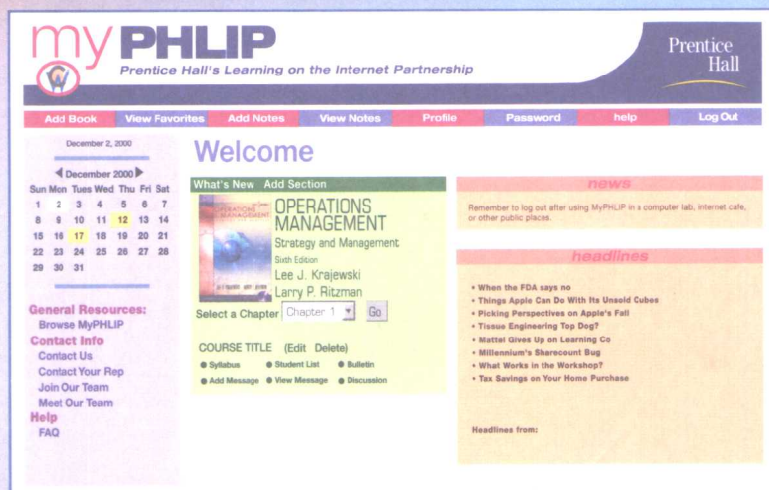 my PHLIP
Prentice Hall's Learning on the Internet Partnership
Prentice
Hall
CW
Add Book View Favorites Add Notes View Notes Profile Password help Log Out
December 2, 2000
December 2000
Sun Mon Tues Wed Thu Fri Sat
1 2 3 4 5 6 7
8 9 10 11 12 13 14
15 16 17 18 19 20 21
22 23 24 25 26 27 28
29 30 31
General Resources:
Browse MyPHLIP
Contact Info
Contact Us
Contact Your Rep
Join Our Team
Meet Our Team
Help
FAQ
Welcome
What's New Add Section
OPERATIONS
MANAGEMENT
OPERATIONS
MANAGEMENT
Strategy and Management
Sixth Edition
Lee J. Krajewski
Larry P. Ritzman
Select a Chapter Chapter 1 Go
COURSE TITLE (Edit Delete)
Syllabus Student List Bulletin
Add Message View Message Discussion
news
Remember to log out after using MyPHLIP in a computer lab, internet cafe,
or other public places.
headlines
• When the FDA says no
• Things Apple Can Do With Its Unsold Cubes
• Picking Perspectives on Apple's Fall
• Tissue Engineering Top Dog?
• Mattel Gives Up on Learning Co
• Millennium's Sharecount Bug
• What Works in the Workshop?
• Tax Savings on Your Home Purchase
Headlines from: